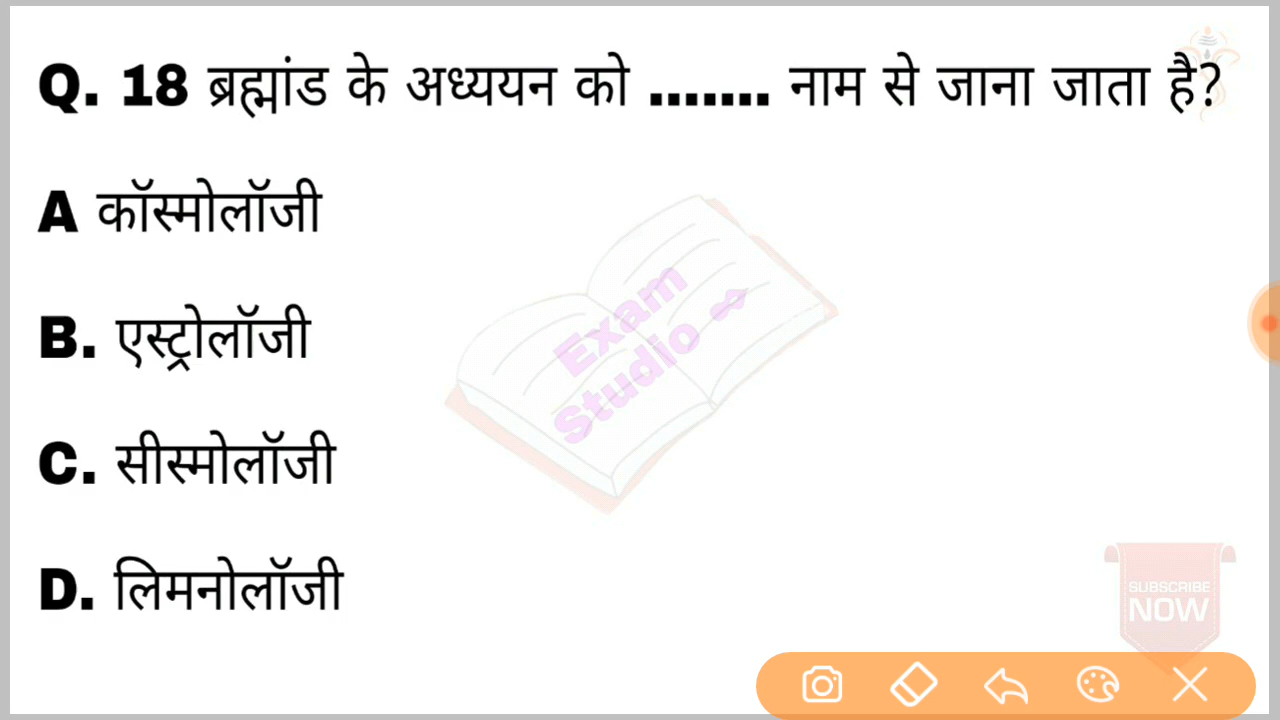 Q. 18 ब्रह्मांड के अध्ययन को ....... नाम से जाना जाता है?
A कॉस्मोलॉजी
B. एस्ट्रोलॉजी
C. सीस्मोलॉजी
D. लिमनोलॉजी
Exam
Studio
SUBSCRIBE
NOW